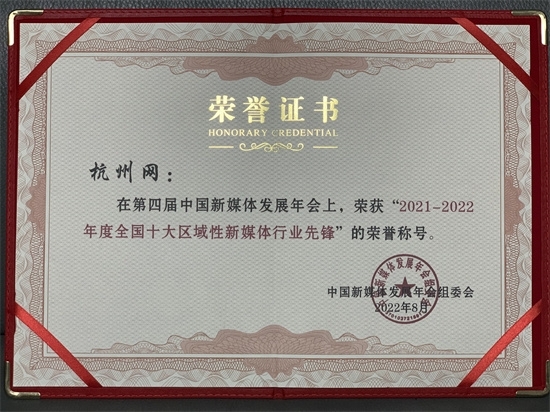 荣誉证书
HONORARY CREDENTIAL
杭州网：
在第四届中国新媒体发展年会上，荣获“2021-2022
年度全国十大区域性新媒体行业先锋”的荣誉称号。
中国新媒体发展年会组委会
2022年8月